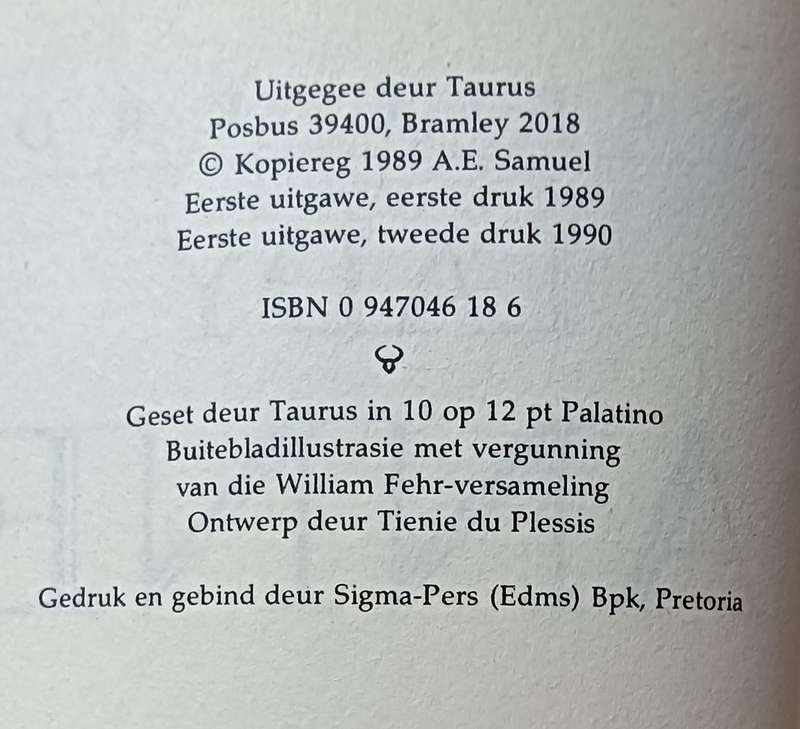 Uitgegee deur Taurus
Posbus 39400, Bramley 2018
© Kopiereg 1989 A.E. Samuel
Eerste uitgawe, eerste druk 1989
Eerste uitgawe, tweede druk 1990
ISBN 0 947046 18 6
Geset deur Taurus in 10 op 12 pt Palatino
Buitebladillustrasie met vergunning
van die William Fehr-versameling
Ontwerp deur Tienie du Plessis
Gedruk en gebind deur Sigma-Pers (Edms) Bpk, Pretoria